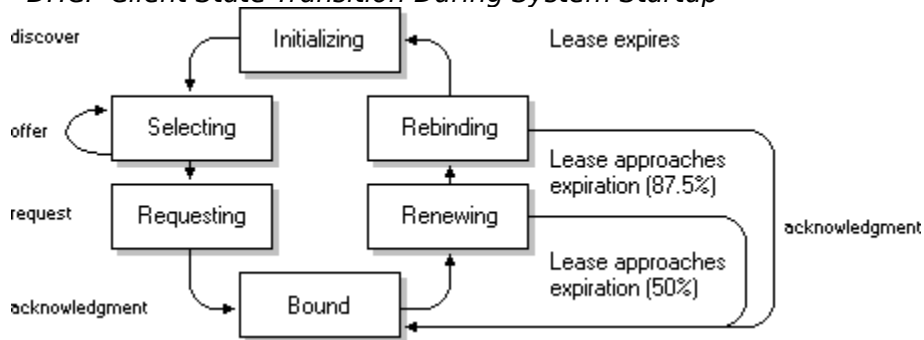 DHCP Client State Transition During System Startup
discover
Initializing
Lease expires
offer
Selecting
Rebinding
Lease approaches
expiration (87.5%)
request
Requesting
Renewing
acknowledgment
Lease approaches
expiration (50%)
acknowledgment
Bound